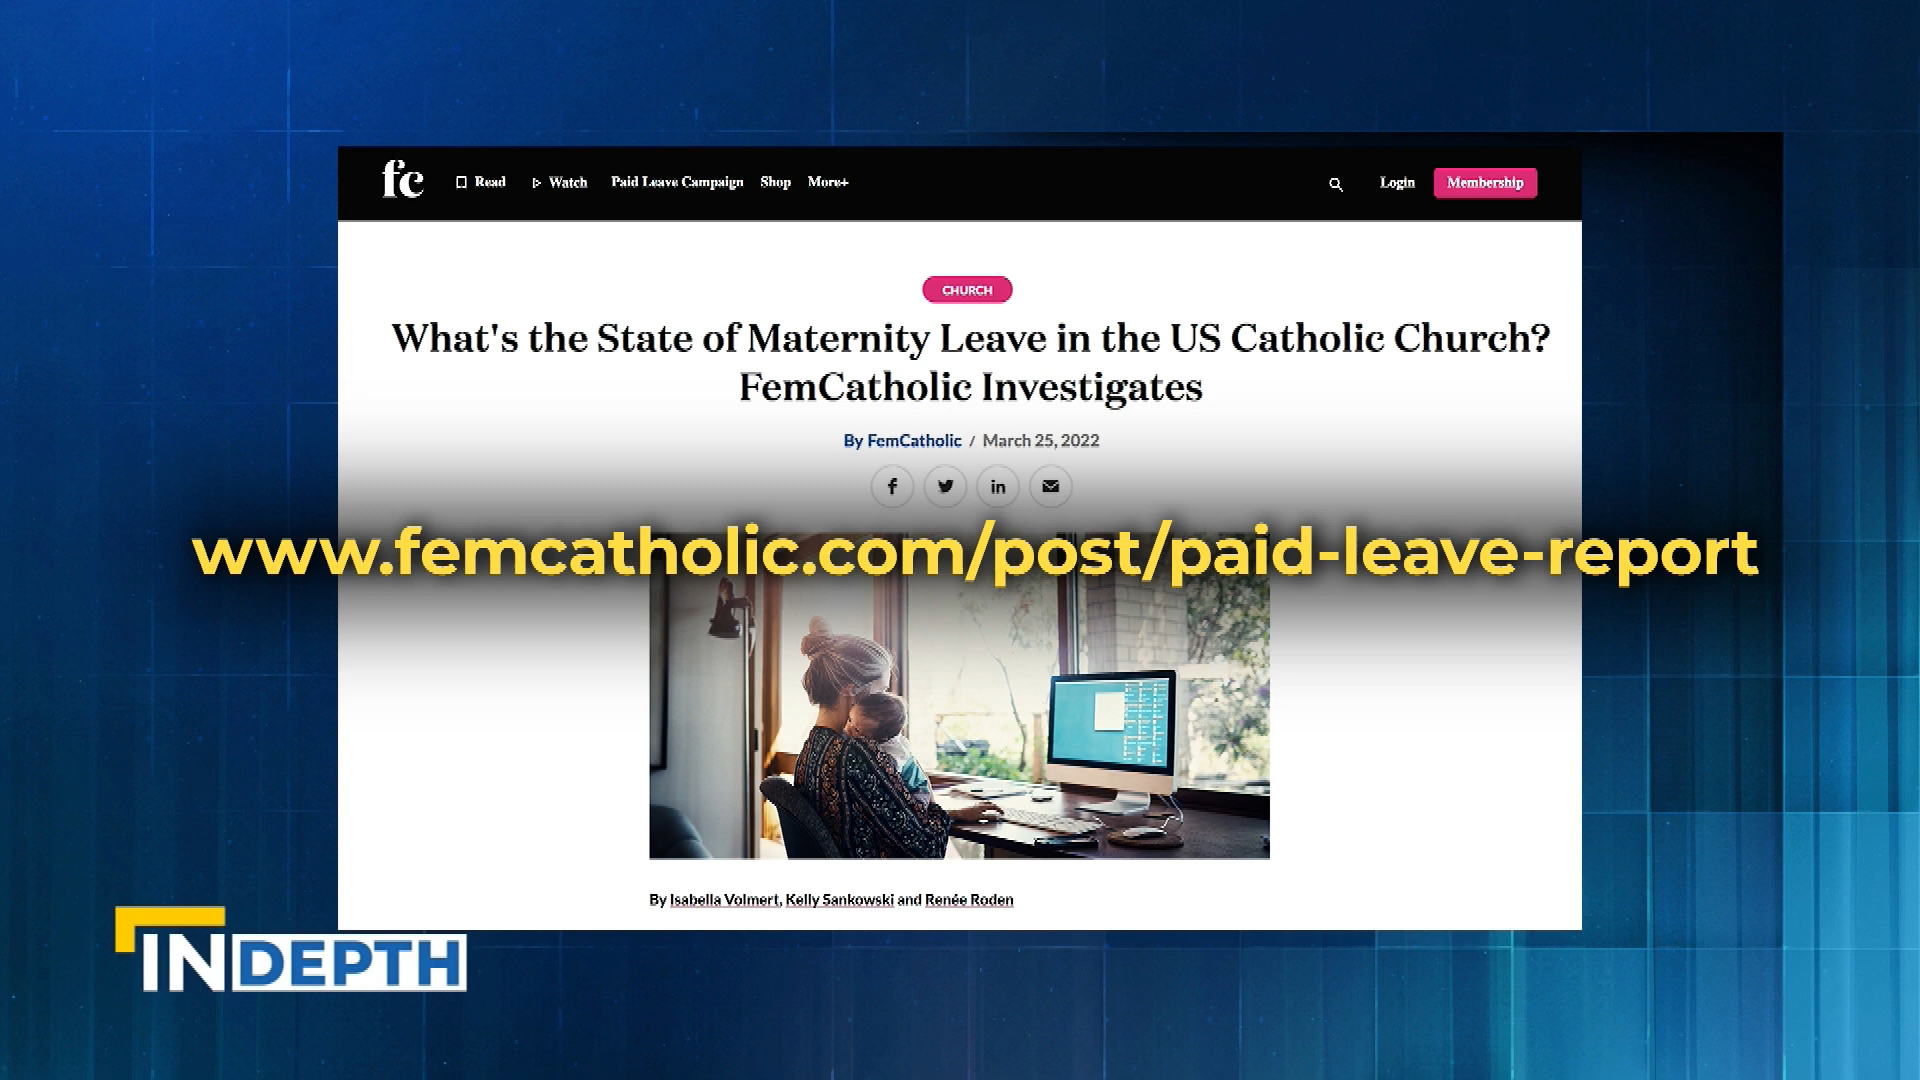 fc Read Watch Paid Leave Campaign Shop More+ Login Membership
CHURCH
What's the State of Maternity Leave in the US Catholic Church?
FemCatholic Investigates
By FemCatholic / March 25, 2022
www.femcatholic.com/post/paid-leave-report
By Isabella Volmert, Kelly Sankowski and Renée Roden
INDEPTH